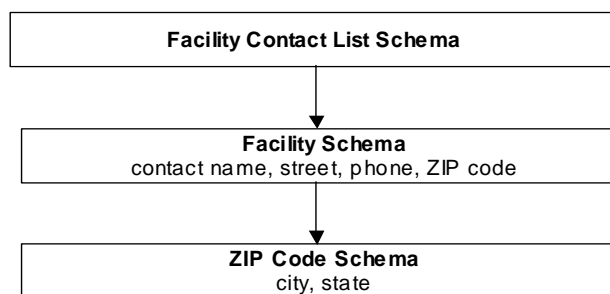 Facility Contact List Schema
Facility Schema
contact name, street, phone, ZIP code
ZIP Code Schema
city, state